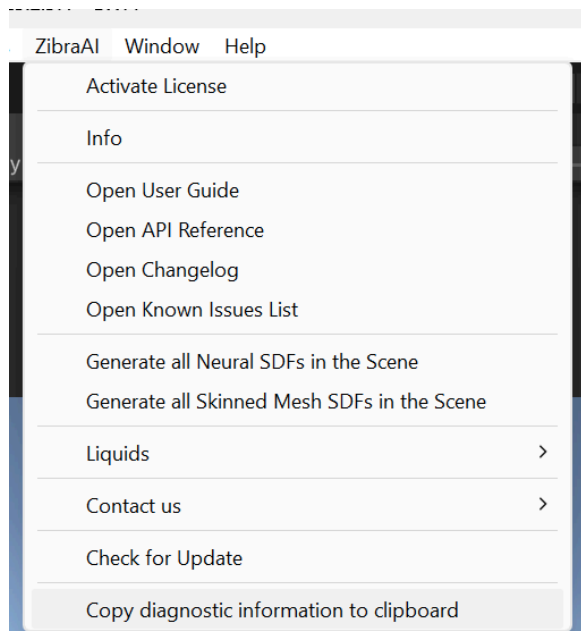 ZibraAI Window Help
Activate License
Info
Open User Guide
Open API Reference
Open Changelog
Open Known Issues List
Generate all Neural SDFs in the Scene
Generate all Skinned Mesh SDFs in the Scene
Liquids
Contact us
Check for Update
Copy diagnostic information to clipboard